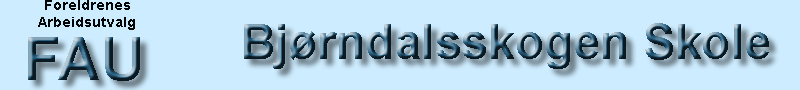 Foreldrenes
Arbeidsutvalg
FAU
Bjørndalsskogen Skole